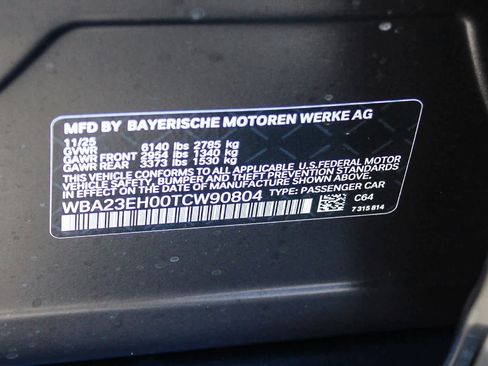 MFD BY BAYERISCHE MOTOREN WERKE AG
11/25
GVWR 6140 lbs 2785 kg
GAWR FRONT 2954 lbs 1340 kg
GAWR REAR 3373 lbs 1530 kg
THIS VEHICLE CONFORMS TO ALL APPLICABLE U.S.FEDERAL MOTOR
VEHICLE SAFETY, BUMPER AND THEFT PREVENTION STANDARDS
IN EFFECT ON THE DATE OF MANUFACTURE SHOWN ABOVE.
WBA23EH00TCW90804 TYPE: PASSENGER CAR
C64
7 315 814